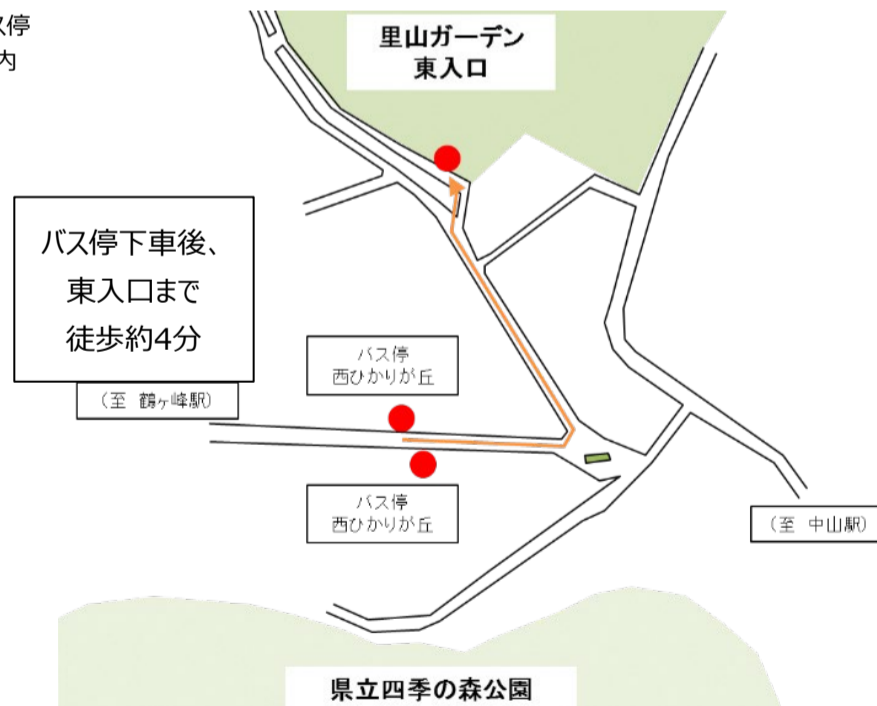 ス停
内
里山ガーデン
東入口
バス停下車後、
東入口まで
徒歩約4分
バス停
西ひかりが丘
（至 鶴ヶ峰駅）
バス停
西ひかりが丘
（至 中山駅）
県立四季の森公園